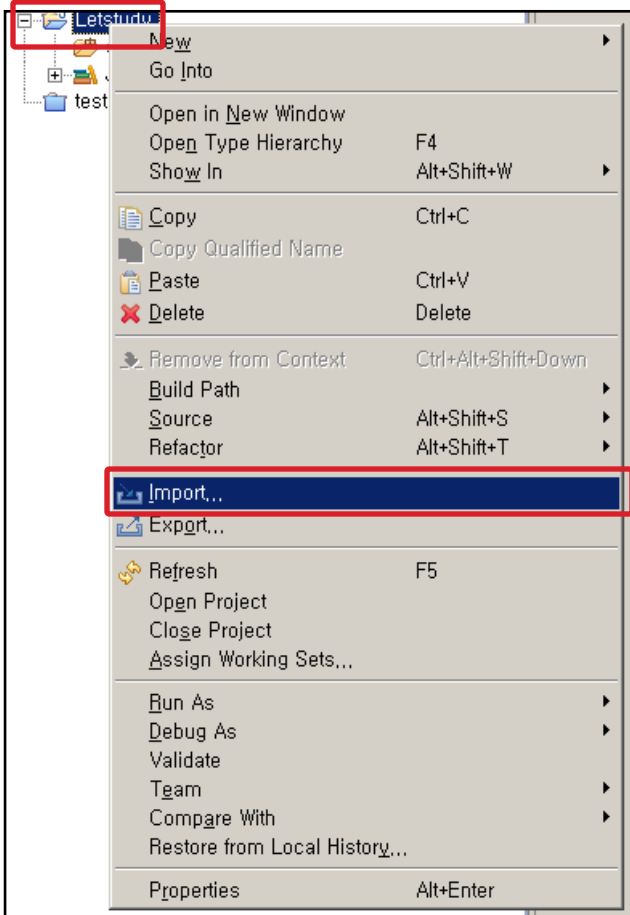 Letstudy
New
Go Into
test
Open in New Window
Open Type Hierarchy F4
Show In Alt+Shift+W
Copy Ctrl+C
Copy Qualified Name
Paste Ctrl+V
Delete Delete
Remove from Context Ctrl+Alt+Shift+Down
Build Path
Source Alt+Shift+S
Refactor Alt+Shift+T
Import...
Export...
Refresh F5
Open Project
Close Project
Assign Working Sets...
Run As
Debug As
Validate
Team
Compare With
Restore from Local History...
Properties Alt+Enter